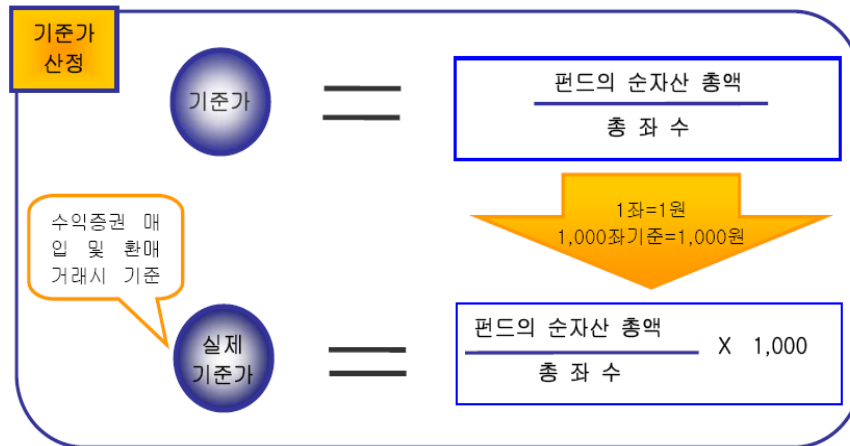 기준가
산정
기준가
펀드의 순자산 총액
총 좌 수
1좌=1원
1,000좌기준=1,000원
수익증권 매
입 및 환매
거래시 기준
실제
기준가
펀드의 순자산 총액
총 좌 수
X 1,000